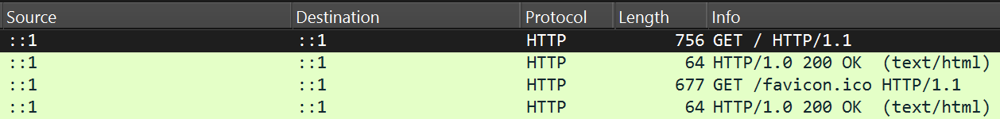 Source Destination Protocol Length Info
::1 ::1 HTTP 756 GET / HTTP/1.1
::1 ::1 HTTP 64 HTTP/1.0 200 OK (text/html)
::1 ::1 HTTP 677 GET /favicon.ico HTTP/1.1
::1 ::1 HTTP 64 HTTP/1.0 200 OK (text/html)